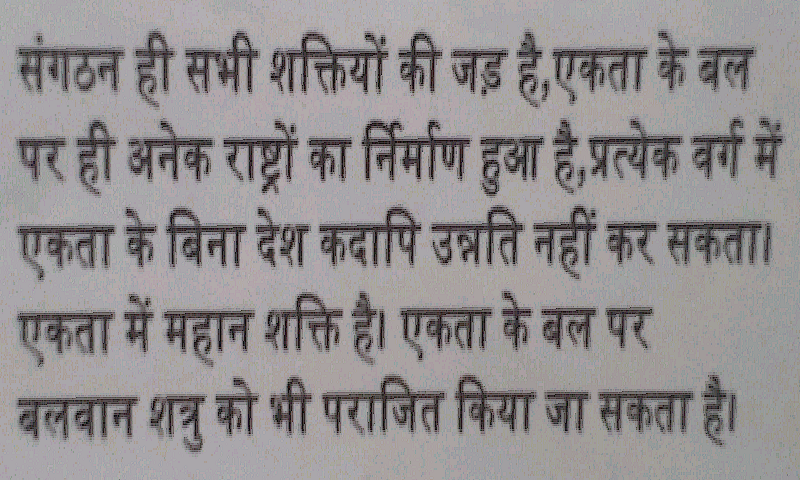 संगठन ही सभी शक्तियों की जड़ है,एकता के बल
पर ही अनेक राष्ट्रों का र्निर्माण हुआ है,प्रत्येक वर्ग में
एकता के बिना देश कदापि उन्नति नहीं कर सकता।
एकता में महान शक्ति है। एकता के बल पर
बलवान शत्रु को भी पराजित किया जा सकता है।